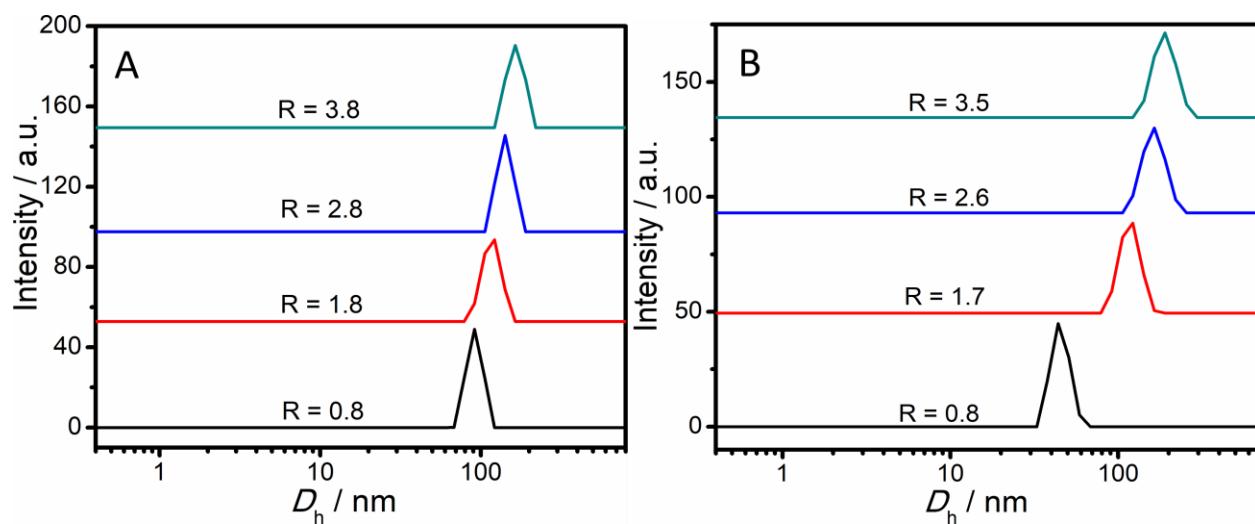 A
Intensity / a.u.
200
160
120
80
40
0
R = 3.8
R = 2.8
R = 1.8
R = 0.8
1
10
100
Dh / nm
B
Intensity / a.u.
150
100
50
0
R = 3.5
R = 2.6
R = 1.7
R = 0.8
1
10
100
Dh / nm